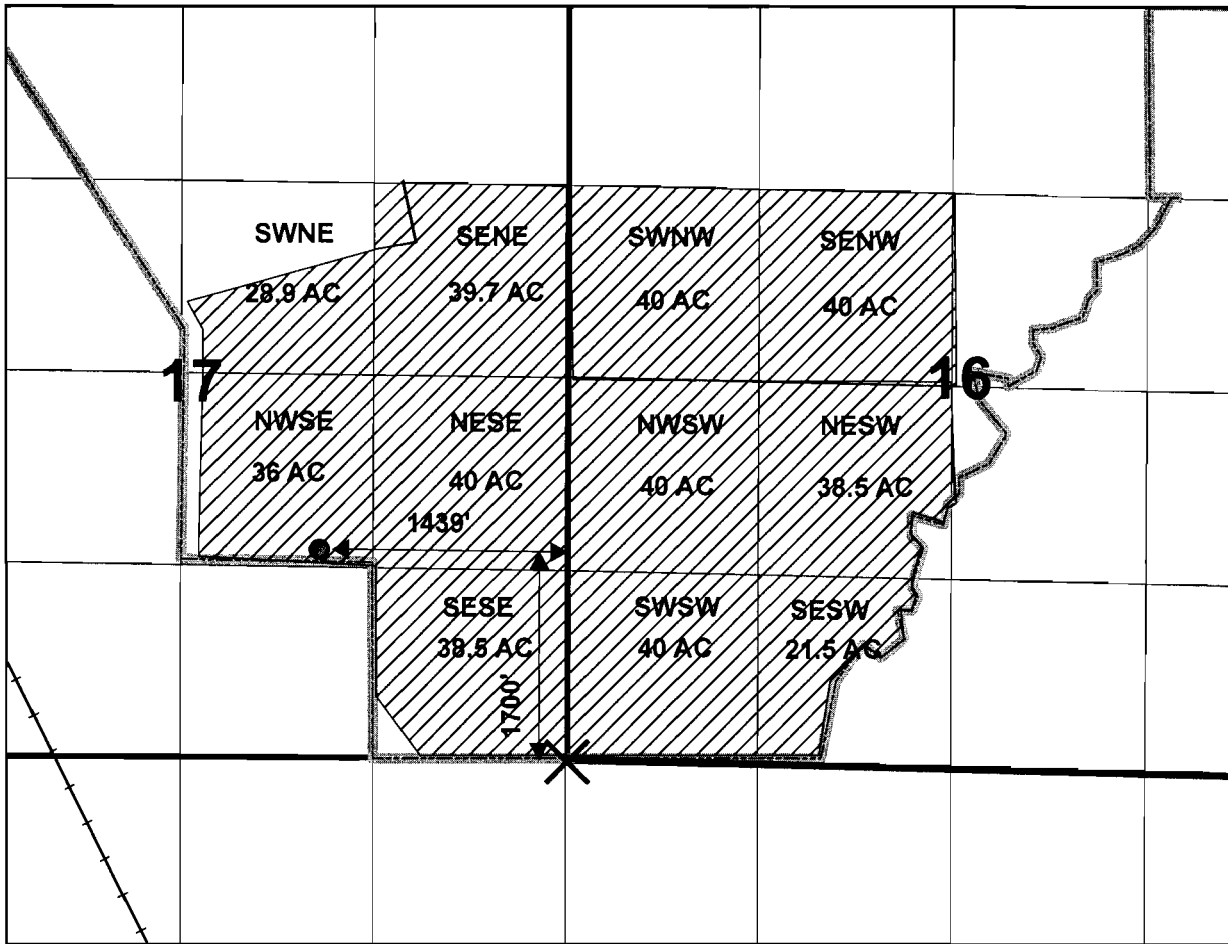 SWNE
SENE
SWNW
SENW
28.9 AC
39.7 AC
40 AC
40 AC
17
16
NWSE
NESE
NWSW
NESW
36 AC
40 AC
40 AC
38.5 AC
1439'
SESE
SWSW
SESW
38.5 AC
40 AC
21.5 AC
1700'